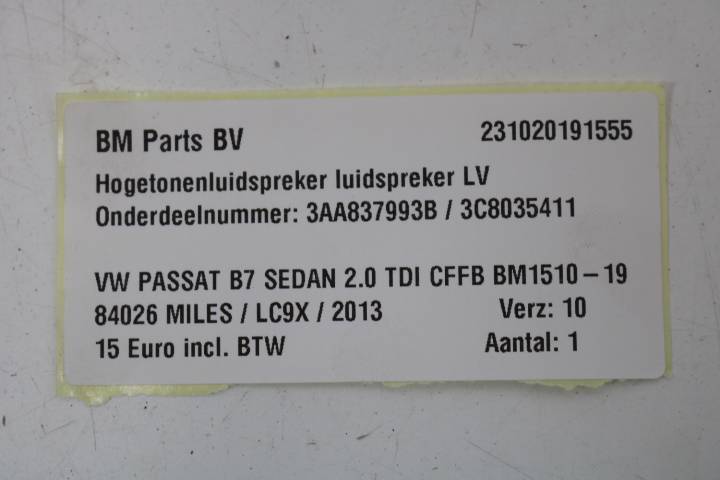 BM Parts BV 231020191555
Hogetonenluidspreker luidspreker LV
Onderdeelnummer: 3AA837993B / 3C8035411
VW PASSAT B7 SEDAN 2.0 TDI CFFB BM1510-19
84026 MILES / LC9X / 2013 Verz: 10
15 Euro incl. BTW Aantal: 1